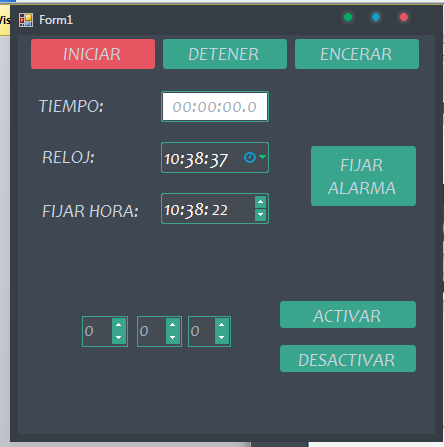 Vis
Form1
INICIAR DETENER ENCERAR
TIEMPO: 00:00:00.0
RELOJ: 10:38:37
FIJAR
ALARMA
FIJAR HORA: 10:38: 22
ACTIVAR
0 0 0
DESACTIVAR